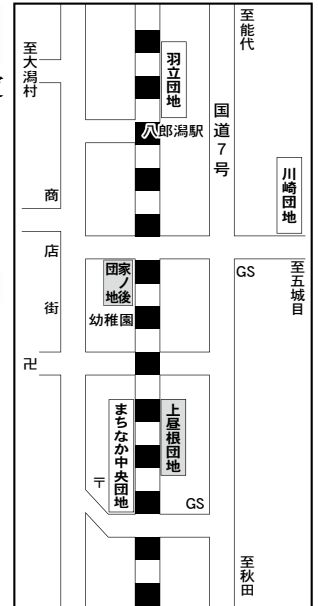 至能代
至大潟村
羽立団地
国道7号
八郎潟駅
川崎団地
商店街
家ノ後団地
GS
至五城目
幼稚園
卍
まちなか中央団地
上昼根団地
〒
GS
至秋田